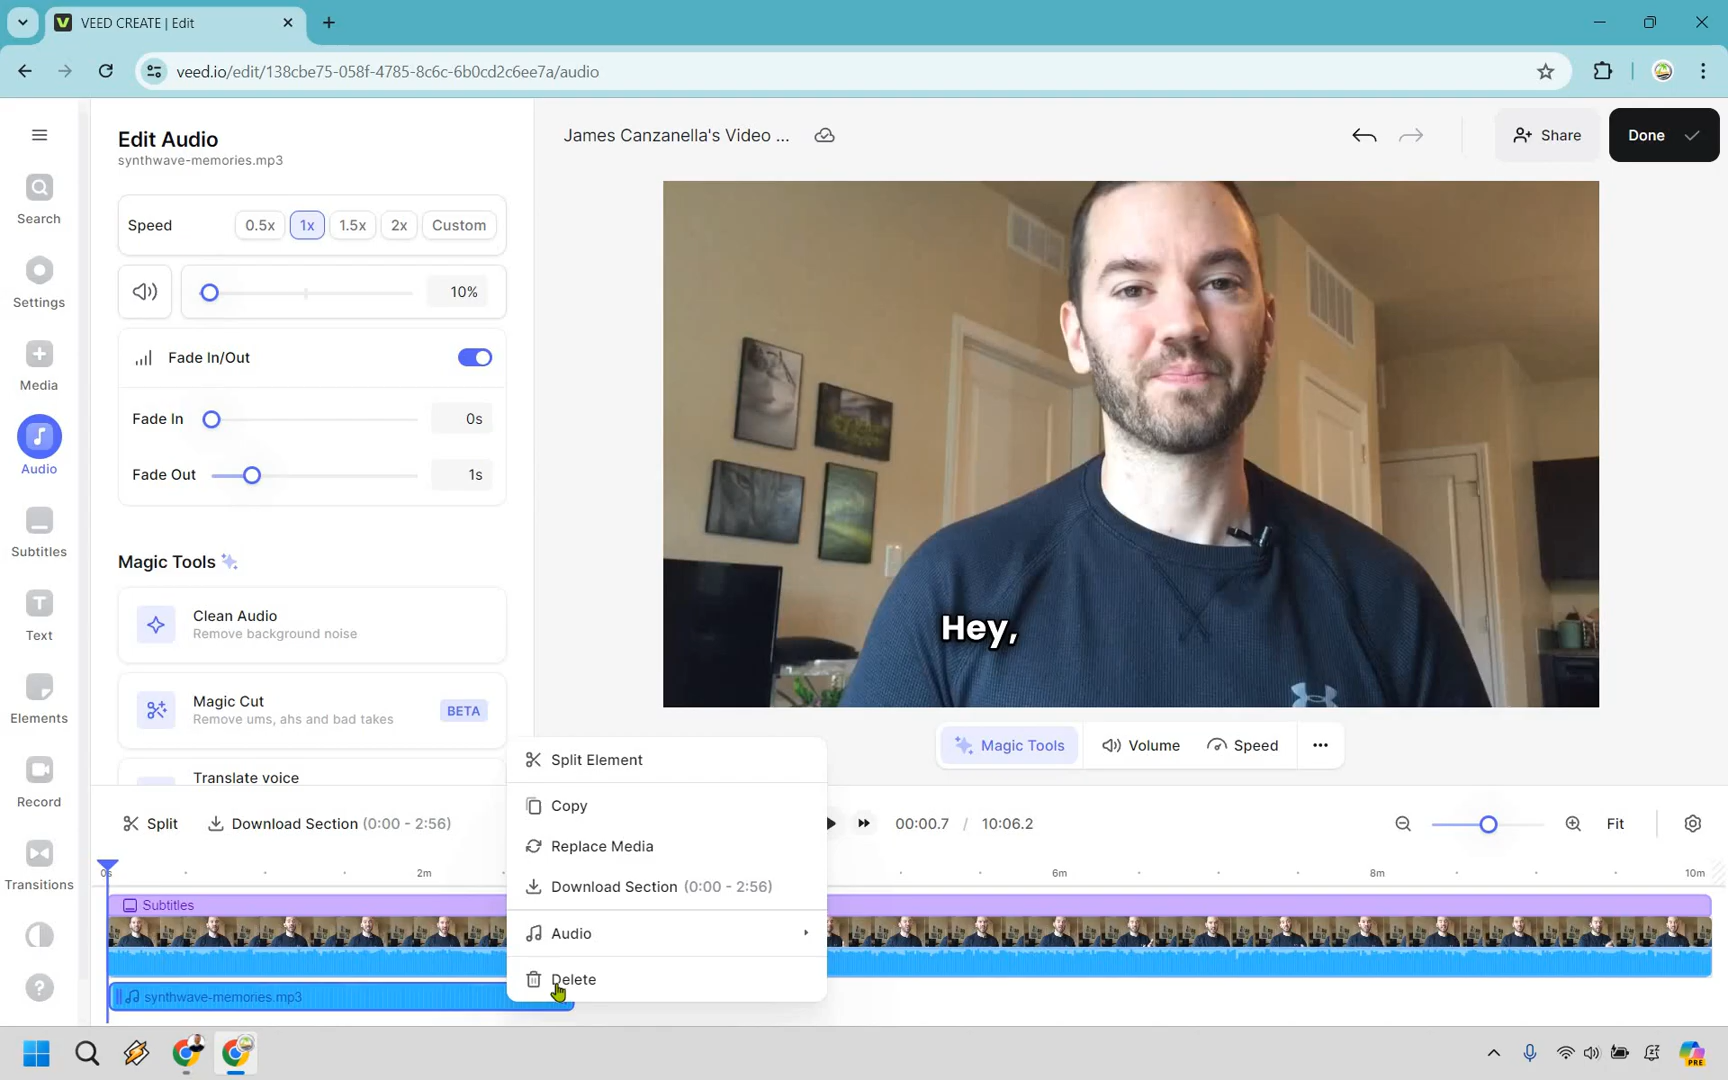 VEED CREATE | Edit
veed.io/edit/138cbe75-058f-4785-8c6c-6b0cd2c6ee7a/audio
Search
Settings
Media
Audio
Subtitles
Text
Elements
Record
Transitions
Edit Audio
synthwave-memories.mp3
Speed 0.5x 1x 1.5x 2x Custom
10%
Fade In/Out
Fade In 0s
Fade Out 1s
Magic Tools
Clean Audio
Remove background noise
Magic Cut
Remove ums, ahs and bad takes
BETA
Translate voice
James Canzanella's Video ...
Share
Done
Hey,
Magic Tools Volume Speed
Split Element
Copy
Replace Media
Download Section (0:00 - 2:56)
Audio
Delete
Split Download Section (0:00 - 2:56)
00:00.7 / 10:06.2
Fit
0s 2m 6m 8m 10m
Subtitles
synthwave-memories.mp3
PRE